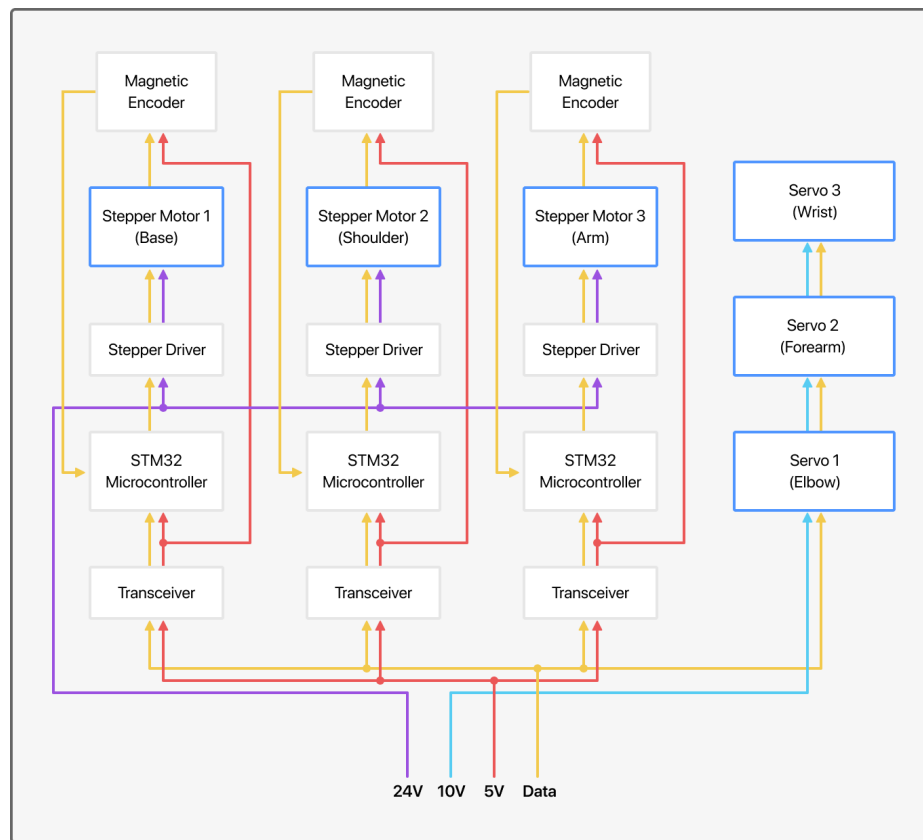 Magnetic
Encoder
Magnetic
Encoder
Magnetic
Encoder
Stepper Motor 1
(Base)
Stepper Motor 2
(Shoulder)
Stepper Motor 3
(Arm)
Servo 3
(Wrist)
Stepper Driver
Stepper Driver
Stepper Driver
Servo 2
(Forearm)
STM32
Microcontroller
STM32
Microcontroller
STM32
Microcontroller
Servo 1
(Elbow)
Transceiver
Transceiver
Transceiver
24V
10V
5V
Data